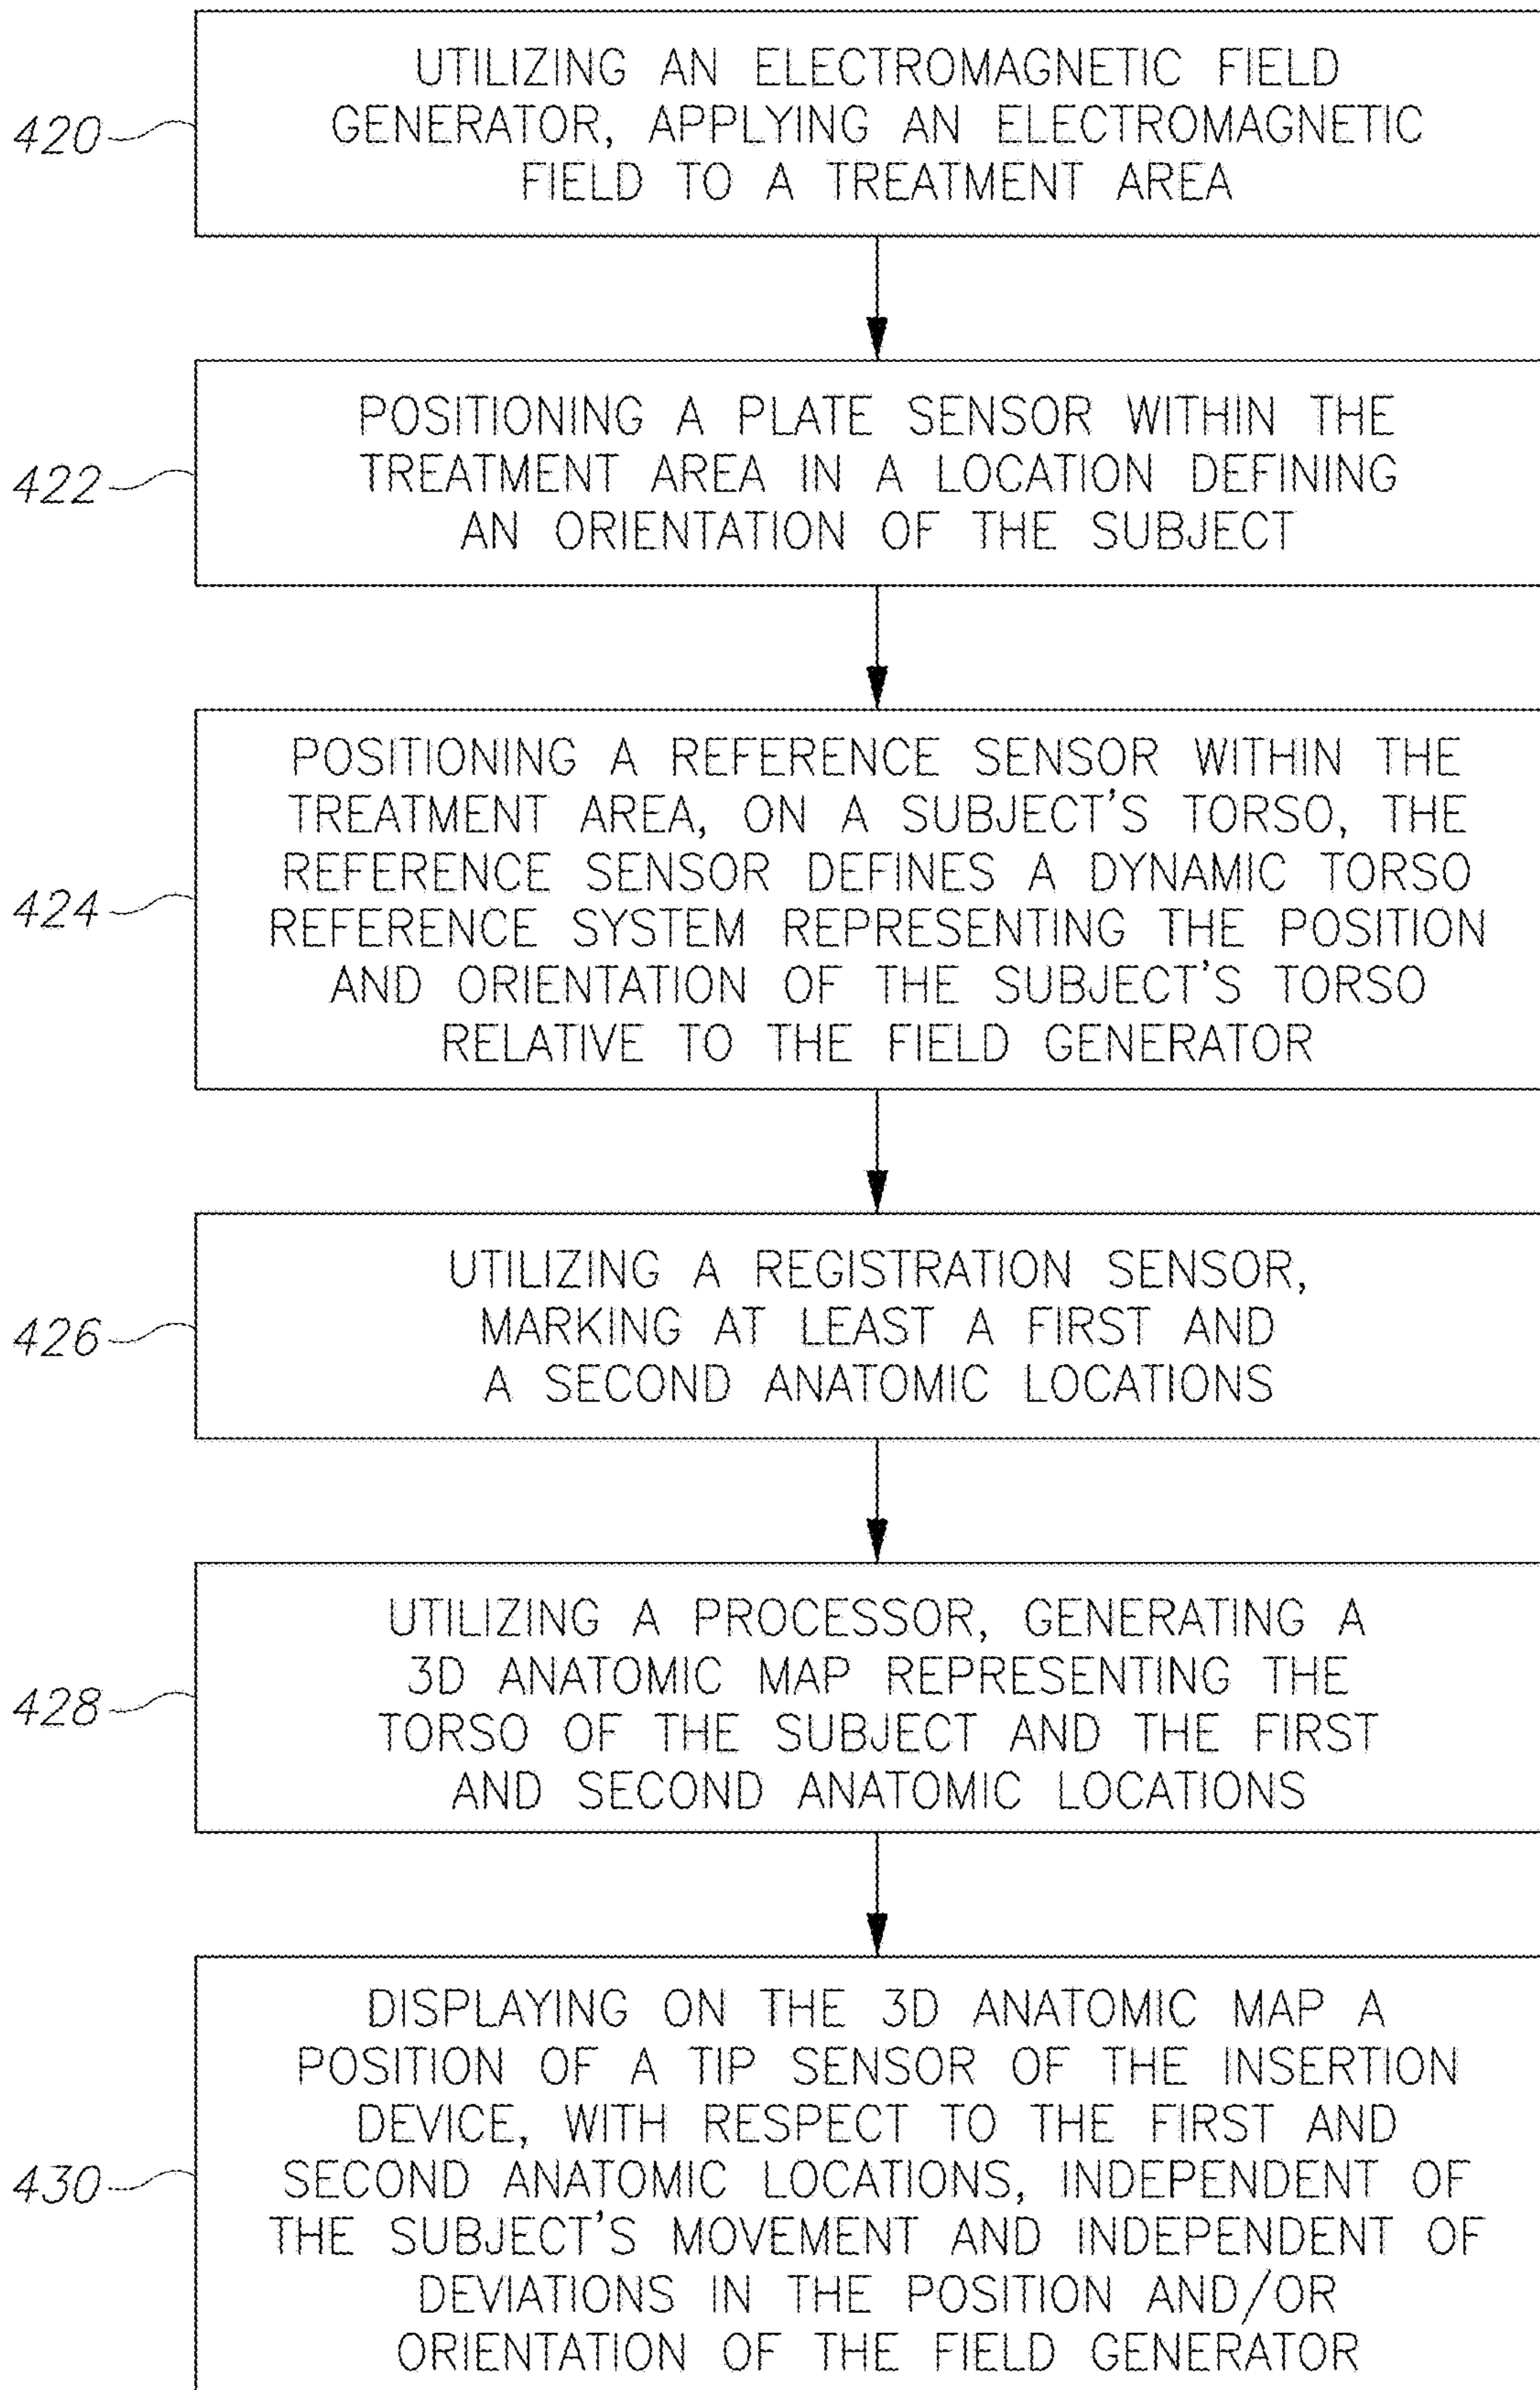 UTILIZING AN ELECTROMAGNETIC FIELD
GENERATOR, APPLYING AN ELECTROMAGNETIC
FIELD TO A TREATMENT AREA
420
POSITIONING A PLATE SENSOR WITHIN THE
TREATMENT AREA IN A LOCATION DEFINING
AN ORIENTATION OF THE SUBJECT
422
POSITIONING A REFERENCE SENSOR WITHIN THE
TREATMENT AREA, ON A SUBJECT'S TORSO, THE
REFERENCE SENSOR DEFINES A DYNAMIC TORSO
REFERENCE SYSTEM REPRESENTING THE POSITION
AND ORIENTATION OF THE SUBJECT'S TORSO
RELATIVE TO THE FIELD GENERATOR
424
UTILIZING A REGISTRATION SENSOR,
MARKING AT LEAST A FIRST AND
A SECOND ANATOMIC LOCATIONS
426
UTILIZING A PROCESSOR, GENERATING A
3D ANATOMIC MAP REPRESENTING THE
TORSO OF THE SUBJECT AND THE FIRST
AND SECOND ANATOMIC LOCATIONS
428
DISPLAYING ON THE 3D ANATOMIC MAP A
POSITION OF A TIP SENSOR OF THE INSERTION
DEVICE, WITH RESPECT TO THE FIRST AND
SECOND ANATOMIC LOCATIONS, INDEPENDENT OF
THE SUBJECT'S MOVEMENT AND INDEPENDENT OF
DEVIATIONS IN THE POSITION AND/OR
ORIENTATION OF THE FIELD GENERATOR
430